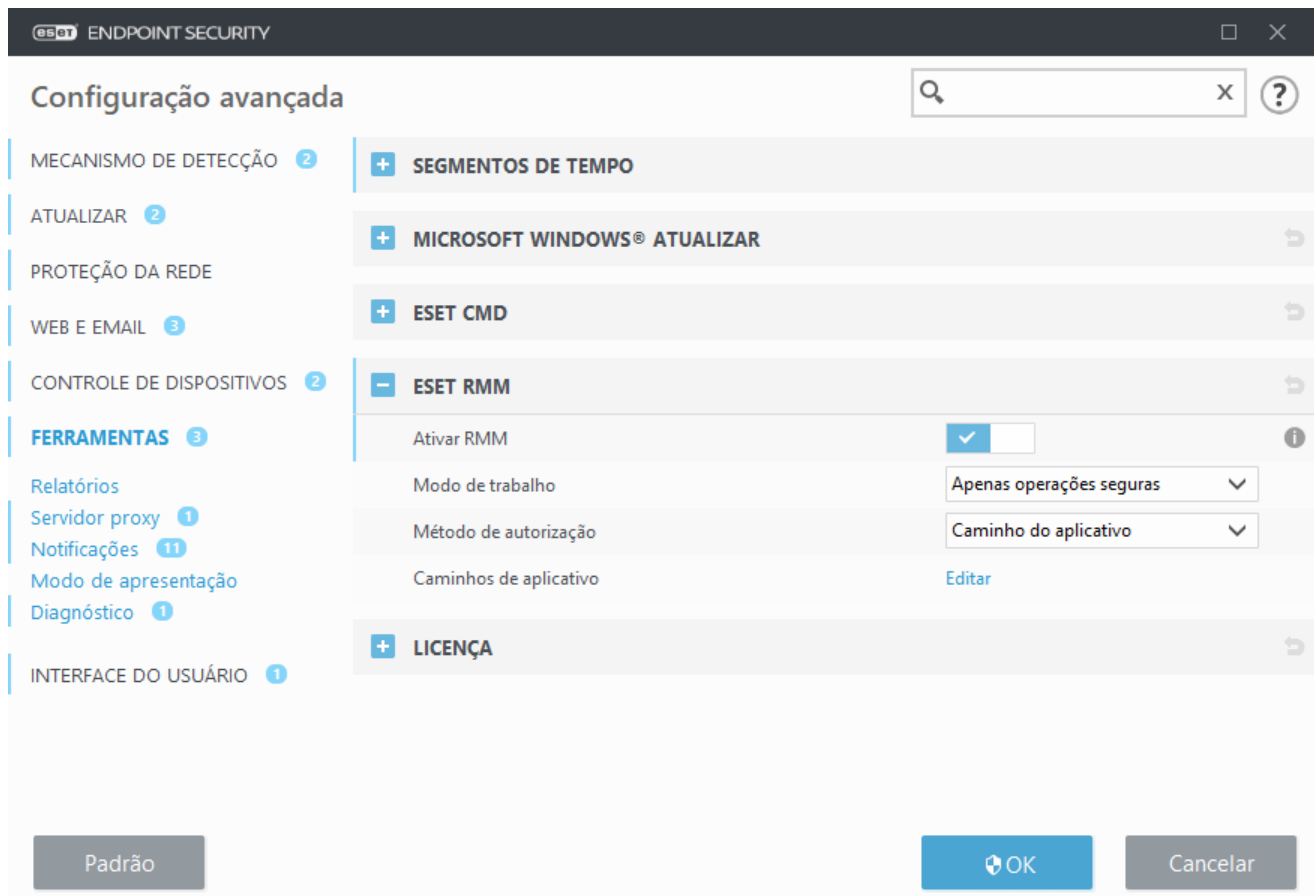 eset ENDPOINT SECURITY
Configuração avançada
MECANISMO DE DETECÇÃO 2
ATUALIZAR 2
PROTEÇÃO DA REDE
WEB E EMAIL 3
CONTROLE DE DISPOSITIVOS 2
FERRAMENTAS 3
Relatórios
Servidor proxy 1
Notificações 11
Modo de apresentação
Diagnóstico 1
INTERFACE DO USUÁRIO 1
SEGMENTOS DE TEMPO
MICROSOFT WINDOWS® ATUALIZAR
ESET CMD
ESET RMM
Ativar RMM
Modo de trabalho Apenas operações seguras
Método de autorização Caminho do aplicativo
Caminhos de aplicativo Editar
LICENÇA
Padrão OK Cancelar